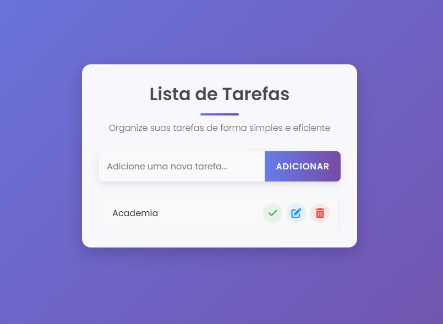 Lista de Tarefas
Organize suas tarefas de forma simples e eficiente
Adicione uma nova tarefa...
ADICIONAR
Academia